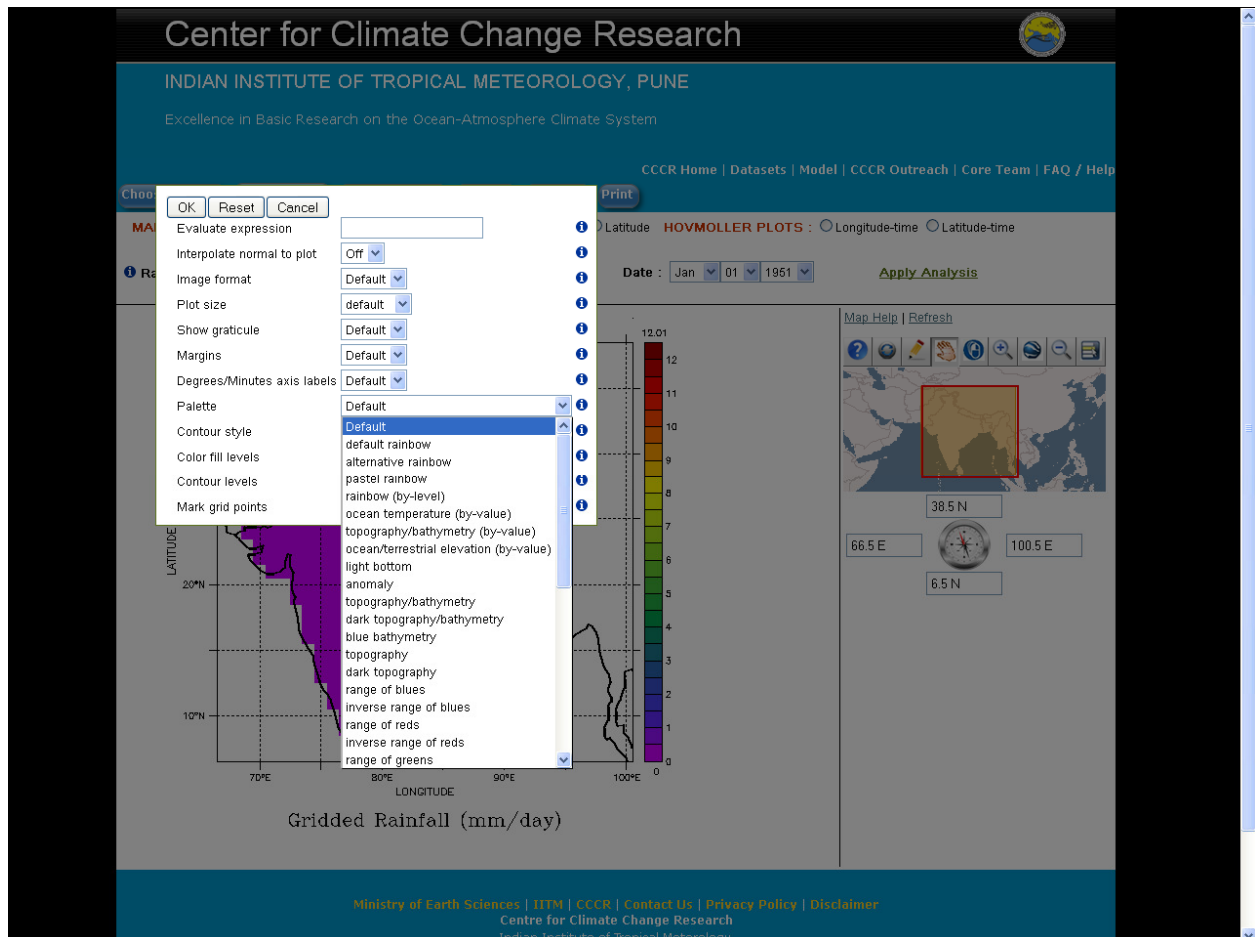 Center for Climate Change Research
INDIAN INSTITUTE OF TROPICAL METEOROLOGY, PUNE
Excellence in Basic Research on the Ocean-Atmosphere Climate System
CCCR Home | Datasets | Model | CCCR Outreach | Core Team | FAQ / Help
Choo
Print
OK Reset Cancel
MA
Latitude HOVMOLLER PLOTS : Longitude-time Latitude-time
Evaluate expression
Interpolate normal to plot Off
Ra
Date : Jan 01 1951 Apply Analysis
Image format Default
Plot size default
Show graticule Default
Margins Default
Degrees/Minutes axis labels Default
Palette Default
Contour style
Color fill levels
Contour levels
Mark grid points
Default
default rainbow
alternative rainbow
pastel rainbow
rainbow (by-level)
ocean temperature (by-value)
topography/bathymetry (by-value)
ocean/terrestrial elevation (by-value)
light bottom
anomaly
topography/bathymetry
dark topography/bathymetry
blue bathymetry
topography
dark topography
range of blues
inverse range of blues
range of reds
inverse range of reds
range of greens
Map Help | Refresh
38.5 N
66.5 E
100.5 E
6.5 N
12.01
12
11
10
9
8
7
6
5
4
3
2
1
0
0
LATITUDE
20°N
10°N
70°E 80°E 90°E 100°E
LONGITUDE
Gridded Rainfall (mm/day)
Ministry of Earth Sciences | IITM | CCCR | Contact Us | Privacy Policy | Disclaimer
Centre for Climate Change Research